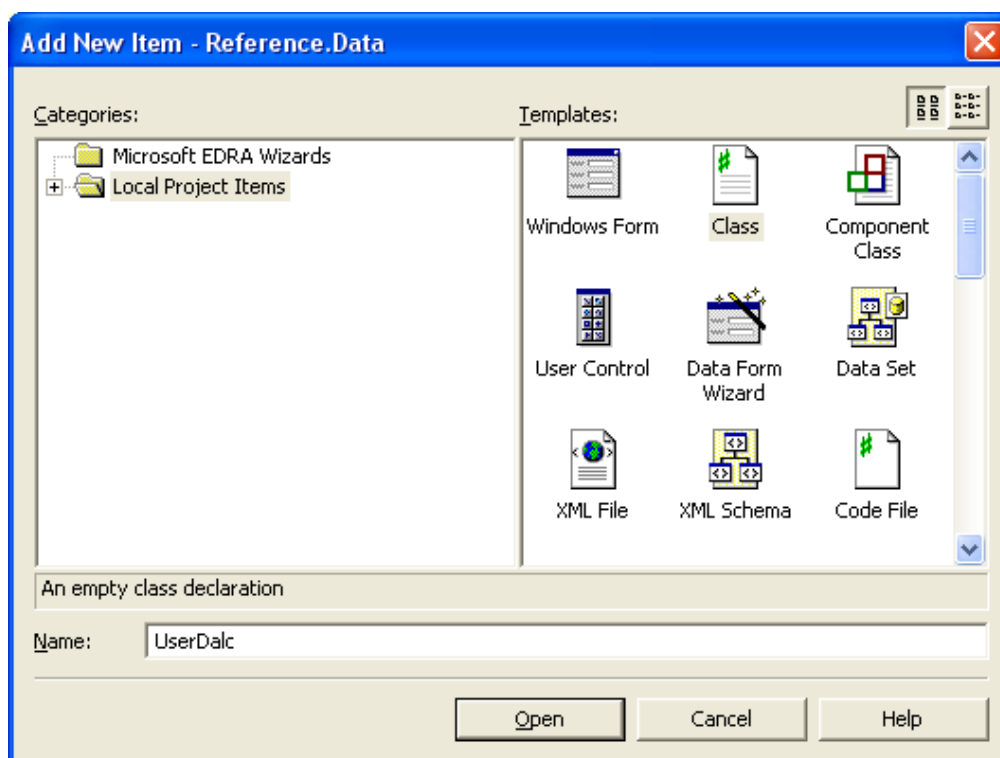 Add New Item - Reference.Data
Categories:
Templates:
Microsoft EDRA Wizards
Local Project Items
Windows Form
Class
Component
Class
User Control
Data Form
Wizard
Data Set
XML File
XML Schema
Code File
An empty class declaration
Name:
UserDalc
Open
Cancel
Help